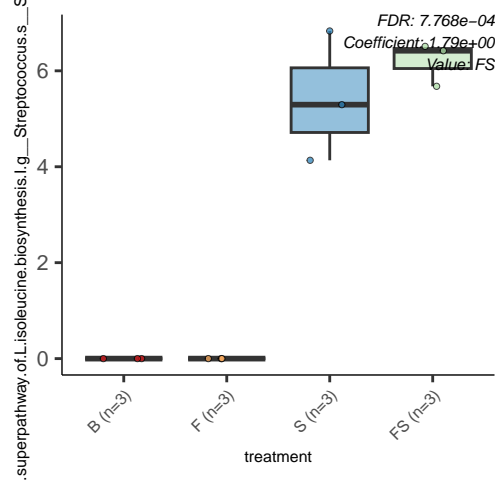 FDR: 7.768e−04
Coefficient: 1.79e+00
Value: FS
.superpathway.of.L.isoleucine.biosynthesis.I.g__Streptococcus.s__S
6
4
2
0
B (n=3)
F (n=3)
S (n=3)
FS (n=3)
treatment